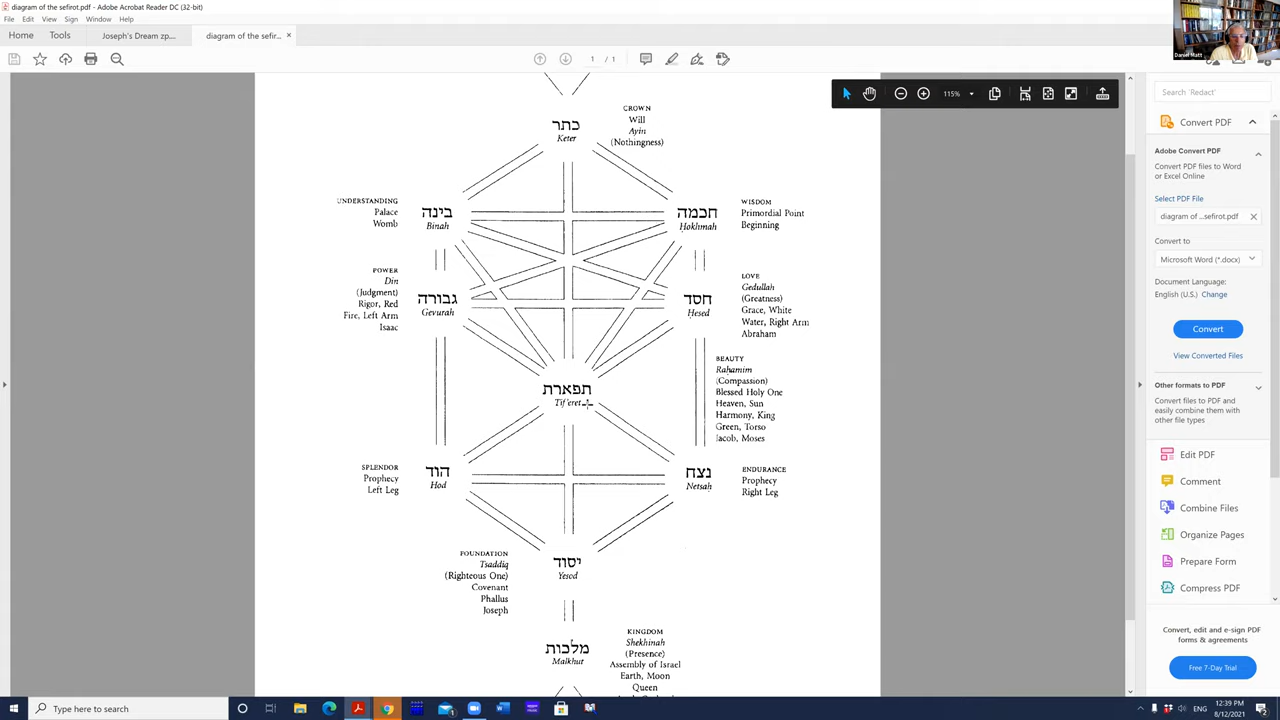 diagram of the sefirot.pdf - Adobe Acrobat Reader DC (32-bit)
File Edit View Sign Window Help
Home Tools Joseph's Dream zp.... diagram of the sefir...
1 / 1
115%
Daniel Matt
Search 'Redact'
Convert PDF
Adobe Convert PDF
Convert PDF files to Word
or Excel Online
Select PDF File
diagram of ...sefirot.pdf
Convert to
Microsoft Word (*.docx)
Document Language:
English (U.S.) Change
Convert
View Converted Files
Other formats to PDF
Convert files to PDF and
easily combine them with
other file types
Edit PDF
Comment
Combine Files
Organize Pages
Prepare Form
Compress PDF
Convert, edit and e-sign PDF
forms & agreements
Free 7-Day Trial
כתר
Keter
CROWN
Will
Ayin
(Nothingness)
UNDERSTANDING
Palace
Womb
בינה
Binah
חכמה
Ḥokhmah
WISDOM
Primordial Point
Beginning
POWER
Din
(Judgment)
Rigor, Red
Fire, Left Arm
Isaac
גבורה
Gevurah
חסד
Ḥesed
LOVE
Gedullah
(Greatness)
Grace, White
Water, Right Arm
Abraham
תפארת
Tif'eret
BEAUTY
Raḥamim
(Compassion)
Blessed Holy One
Heaven, Sun
Harmony, King
Green, Torso
Jacob, Moses
SPLENDOR
Prophecy
Left Leg
הוד
Hod
נצח
Netsaḥ
ENDURANCE
Prophecy
Right Leg
FOUNDATION
Tsaddiq
(Righteous One)
Covenant
Phallus
Joseph
יסוד
Yesod
מלכות
Malkhut
KINGDOM
Shekhinah
(Presence)
Assembly of Israel
Earth, Moon
Queen
Type here to search
ENG
12:39 PM
8/12/2021